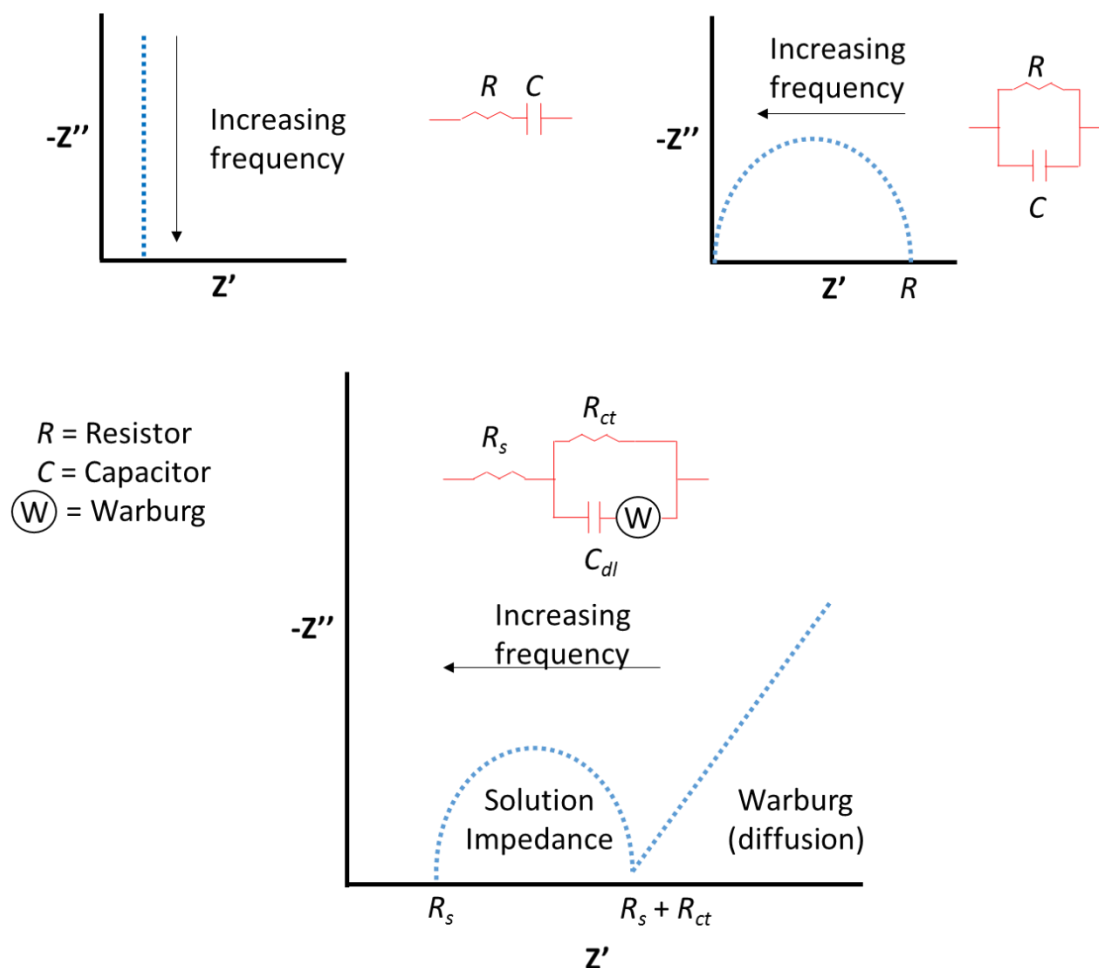 -Z''
Increasing
frequency
Z'
R C
-Z''
Increasing
frequency
Z'
R
R
C
R = Resistor
C = Capacitor
W = Warburg
-Z''
Rs
Rct
W
Cdl
Increasing
frequency
Solution
Impedance
Warburg
(diffusion)
Rs
Rs + Rct
Z'